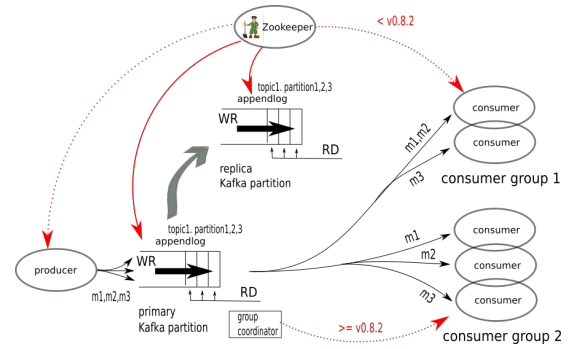 < v0.8.2
Zookeeper
topic1. partition1,2,3
appendlog
WR
RD
replica
Kafka partition
consumer
consumer
m1,m2
m3
consumer group 1
topic1. partition1,2,3
appendlog
producer
m1,m2,m3
WR
RD
primary
Kafka partition
group
coordinator
>= v0.8.2
m1
m2
m3
consumer
consumer
consumer
consumer group 2